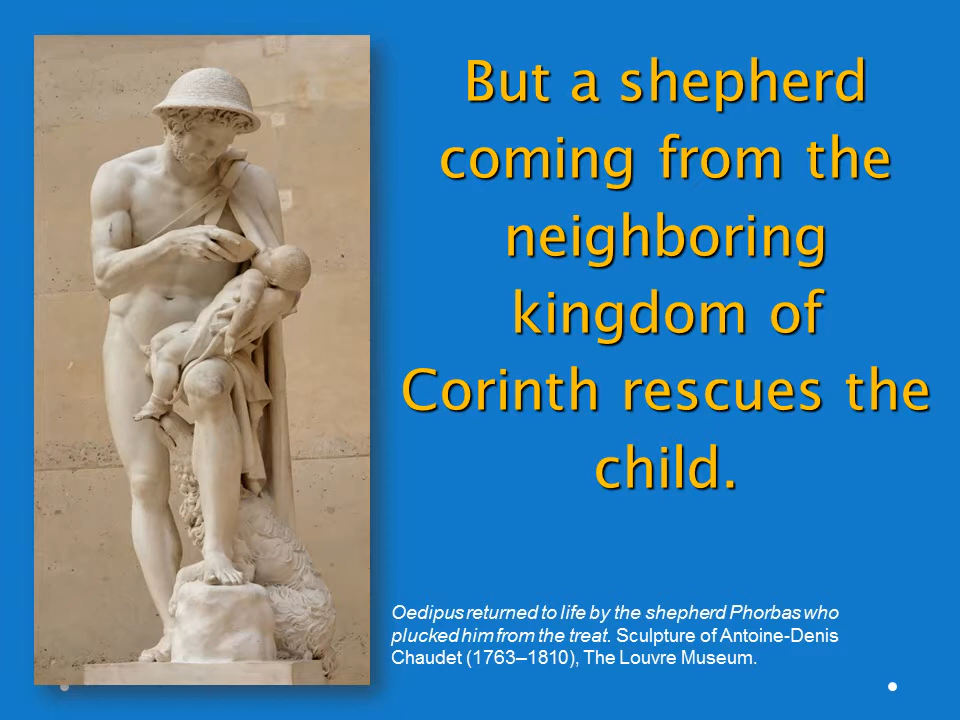 But a shepherd
coming from the
neighboring
kingdom of
Corinth rescues the
child.
Oedipus returned to life by the shepherd Phorbas who
plucked him from the treat. Sculpture of Antoine-Denis
Chaudet (1763–1810), The Louvre Museum.